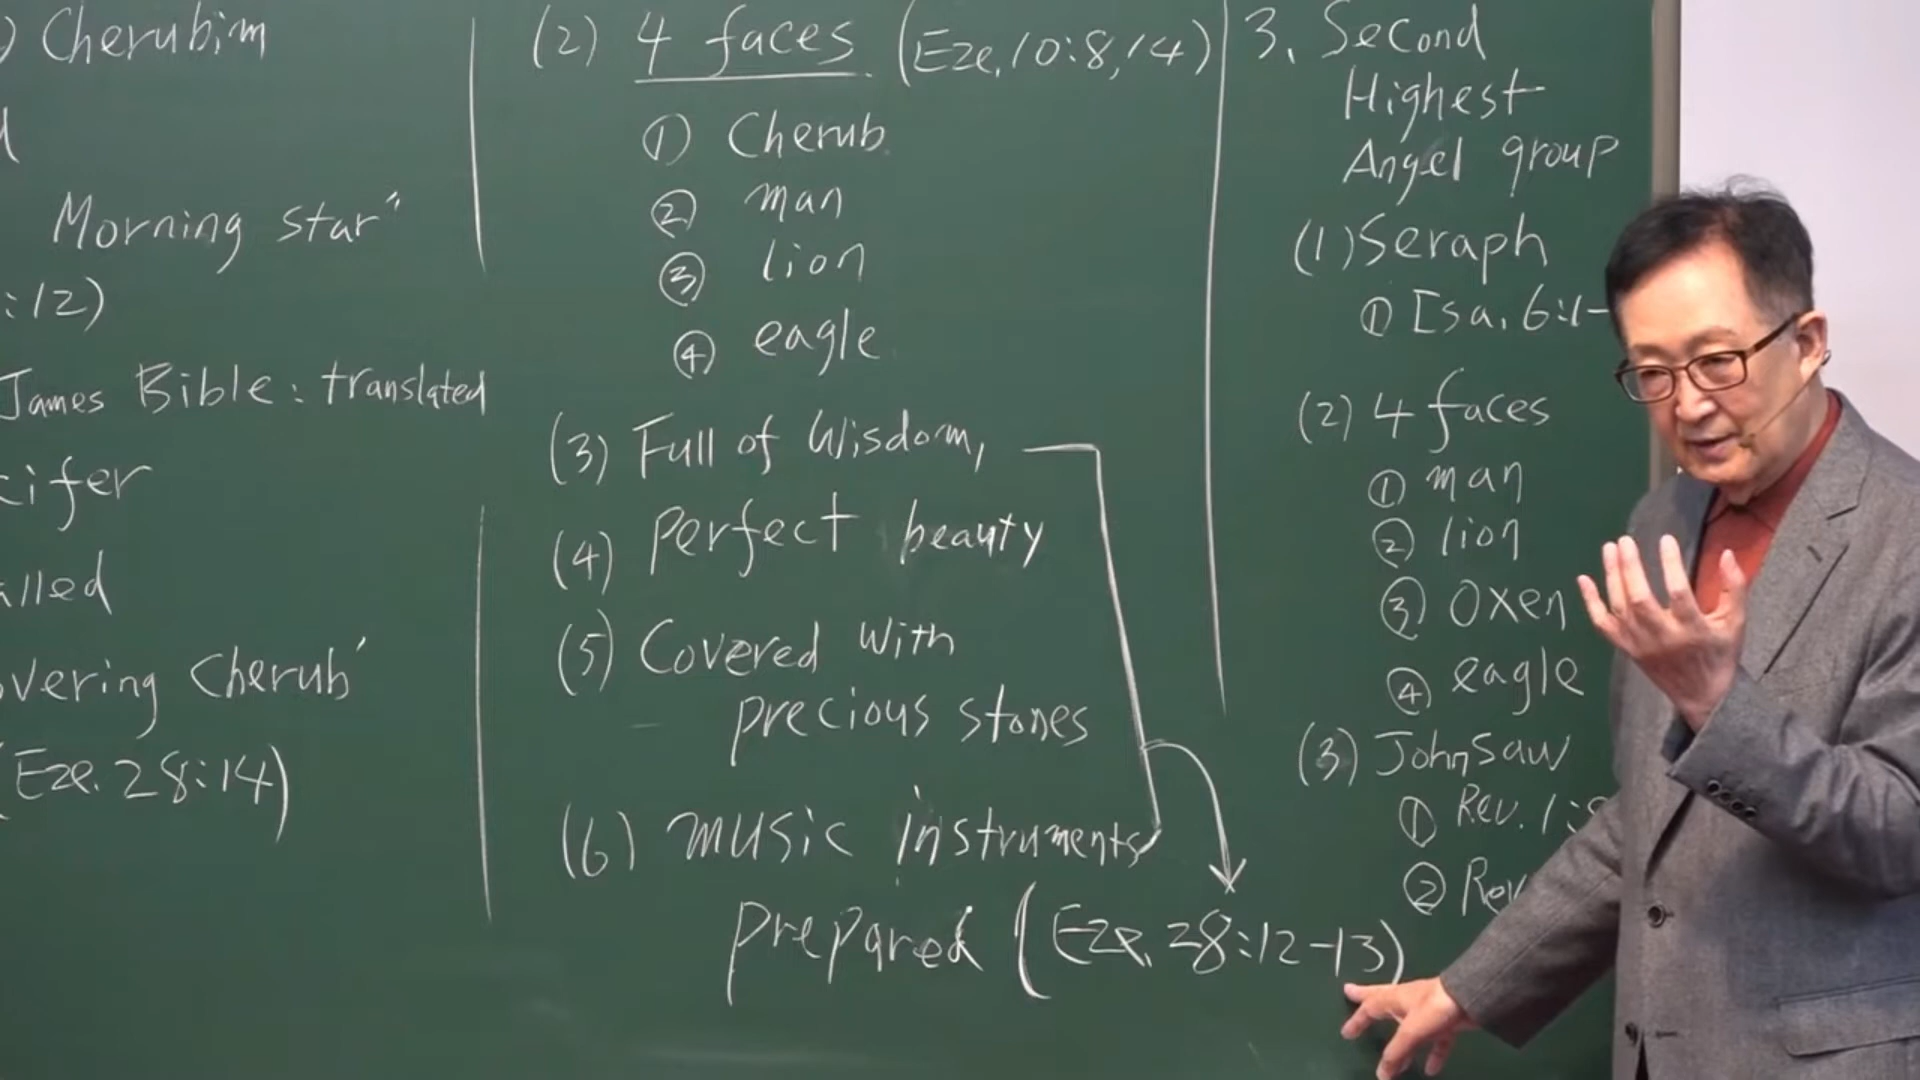 ) Cherubim
Morning star"
:12)
James Bible: translated
cifer
alled
overing Cherub'
(Eze. 28:14)
(2) 4 faces (Eze. 10:8, 14)
① Cherub
② man
③ lion
④ eagle
(3) Full of Wisdom,
(4) Perfect beauty
(5) Covered with
precious stones
(6) music instruments
prepared (Eze. 28:12-13)
3. Second
Highest
Angel group
(1) Seraph
① Isa. 6:1-
(2) 4 faces
① man
② lion
③ Oxen
④ eagle
(3) John saw
① Rev. 1:8
② Rev